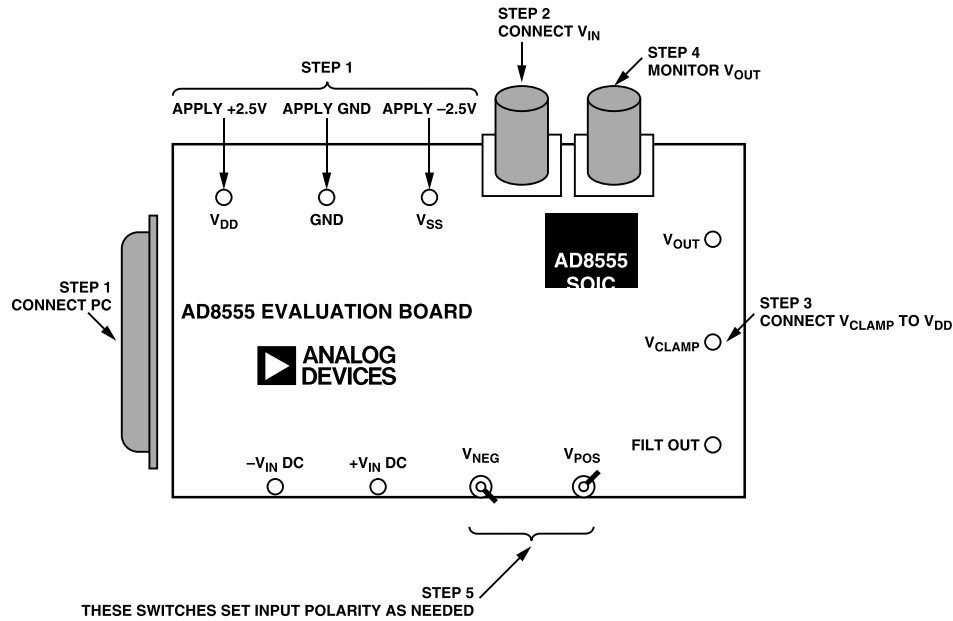 STEP 2
CONNECT VIN
STEP 4
MONITOR VOUT
STEP 1
APPLY +2.5V
APPLY GND
APPLY –2.5V
VDD
GND
VSS
VOUT
AD8555
SOIC
STEP 1
CONNECT PC
AD8555 EVALUATION BOARD
STEP 3
CONNECT VCLAMP TO VDD
VCLAMP
ANALOG
DEVICES
FILT OUT
–VIN DC
+VIN DC
VNEG
VPOS
STEP 5
THESE SWITCHES SET INPUT POLARITY AS NEEDED